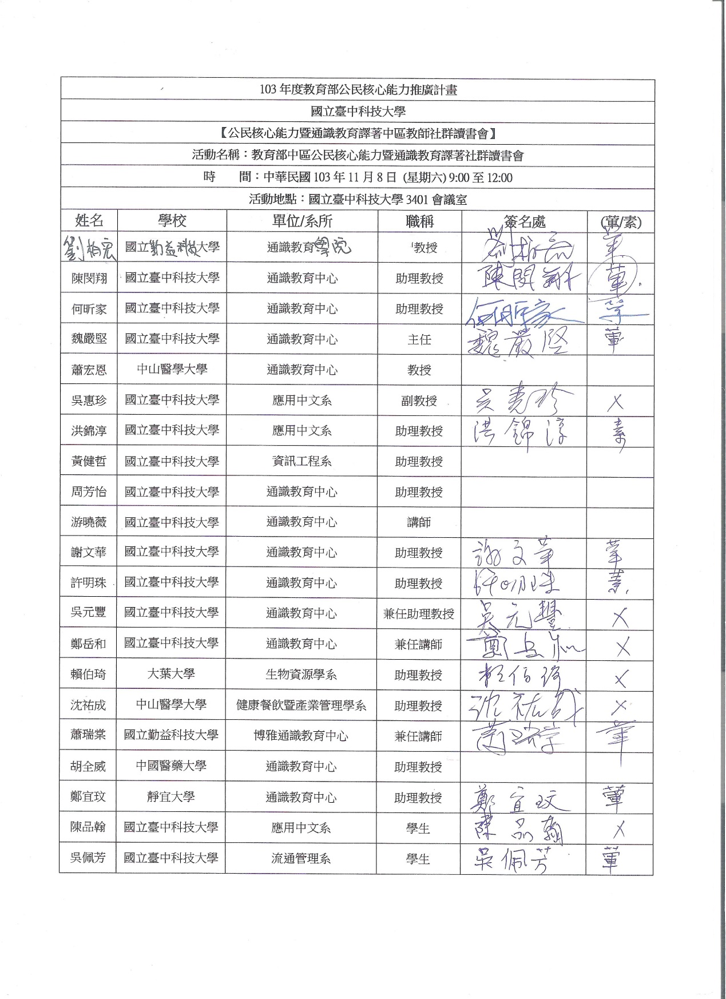 103 年度教育部公民核心能力推廣計畫
國立臺中科技大學
【公民核心能力暨通識教育譯著中區教師社群讀書會】
活動名稱：教育部中區公民核心能力暨通識教育譯著社群讀書會
時　　間：中華民國 103 年 11 月 8 日 (星期六) 9:00 至 12:00
活動地點：國立臺中科技大學 3401 會議室
姓名 學校 單位/系所 職稱 簽名處 (葷/素)
劉柏宏 國立勤益科技大學 通識教育學院 教授 劉柏宏
陳閔翔 國立臺中科技大學 通識教育中心 助理教授 陳閔翔 葷
何昕家 國立臺中科技大學 通識教育中心 助理教授 何昕家 葷
魏嚴堅 國立臺中科技大學 通識教育中心 主任 魏嚴堅 葷
蕭宏恩 中山醫學大學 通識教育中心 教授
吳惠珍 國立臺中科技大學 應用中文系 副教授 吳惠珍 X
洪錦淳 國立臺中科技大學 應用中文系 助理教授 洪錦淳 素
黃健哲 國立臺中科技大學 資訊工程系 助理教授
周芳怡 國立臺中科技大學 通識教育中心 助理教授
游曉薇 國立臺中科技大學 通識教育中心 講師
謝文華 國立臺中科技大學 通識教育中心 助理教授 謝文華 葷
許明珠 國立臺中科技大學 通識教育中心 助理教授 許明珠
吳元豐 國立臺中科技大學 通識教育中心 兼任助理教授 吳元豐 X
鄭岳和 國立臺中科技大學 通識教育中心 兼任講師 鄭岳和 X
賴伯琦 大葉大學 生物資源學系 助理教授 賴伯琦 X
沈祐成 中山醫學大學 健康餐飲暨產業管理學系 助理教授 沈祐成 X
蕭瑞棠 國立勤益科技大學 博雅通識教育中心 兼任講師 蕭瑞棠 葷
胡全威 中國醫藥大學 通識教育中心 助理教授
鄭宜玟 靜宜大學 通識教育中心 助理教授 鄭宜玟 葷
陳品翰 國立臺中科技大學 應用中文系 學生 陳品翰 X
吳佩芳 國立臺中科技大學 流通管理系 學生 吳佩芳 葷